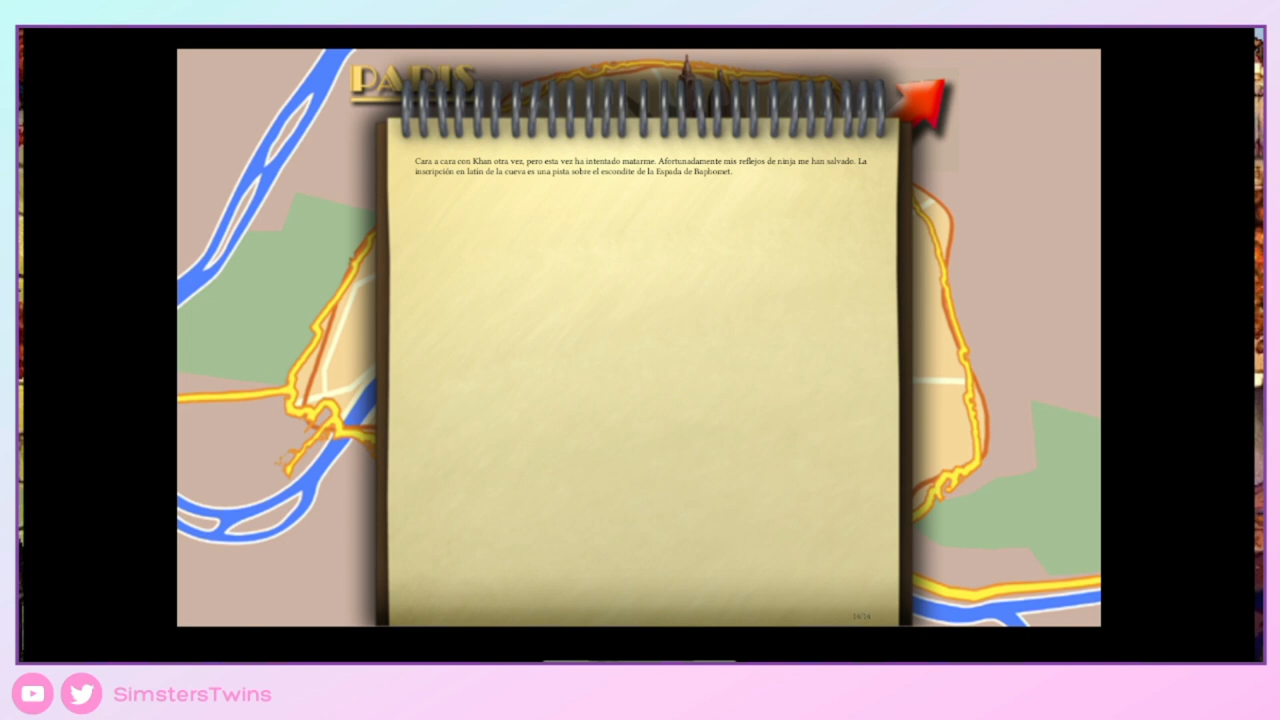 PARIS
Cara a cara con Khan otra vez, pero esta vez ha intentado matarme. Afortunadamente mis reflejos de ninja me han salvado. La
inscripción en latín de la cueva es una pista sobre el escondite de la Espada de Baphomet.
14/14
SimstersTwins